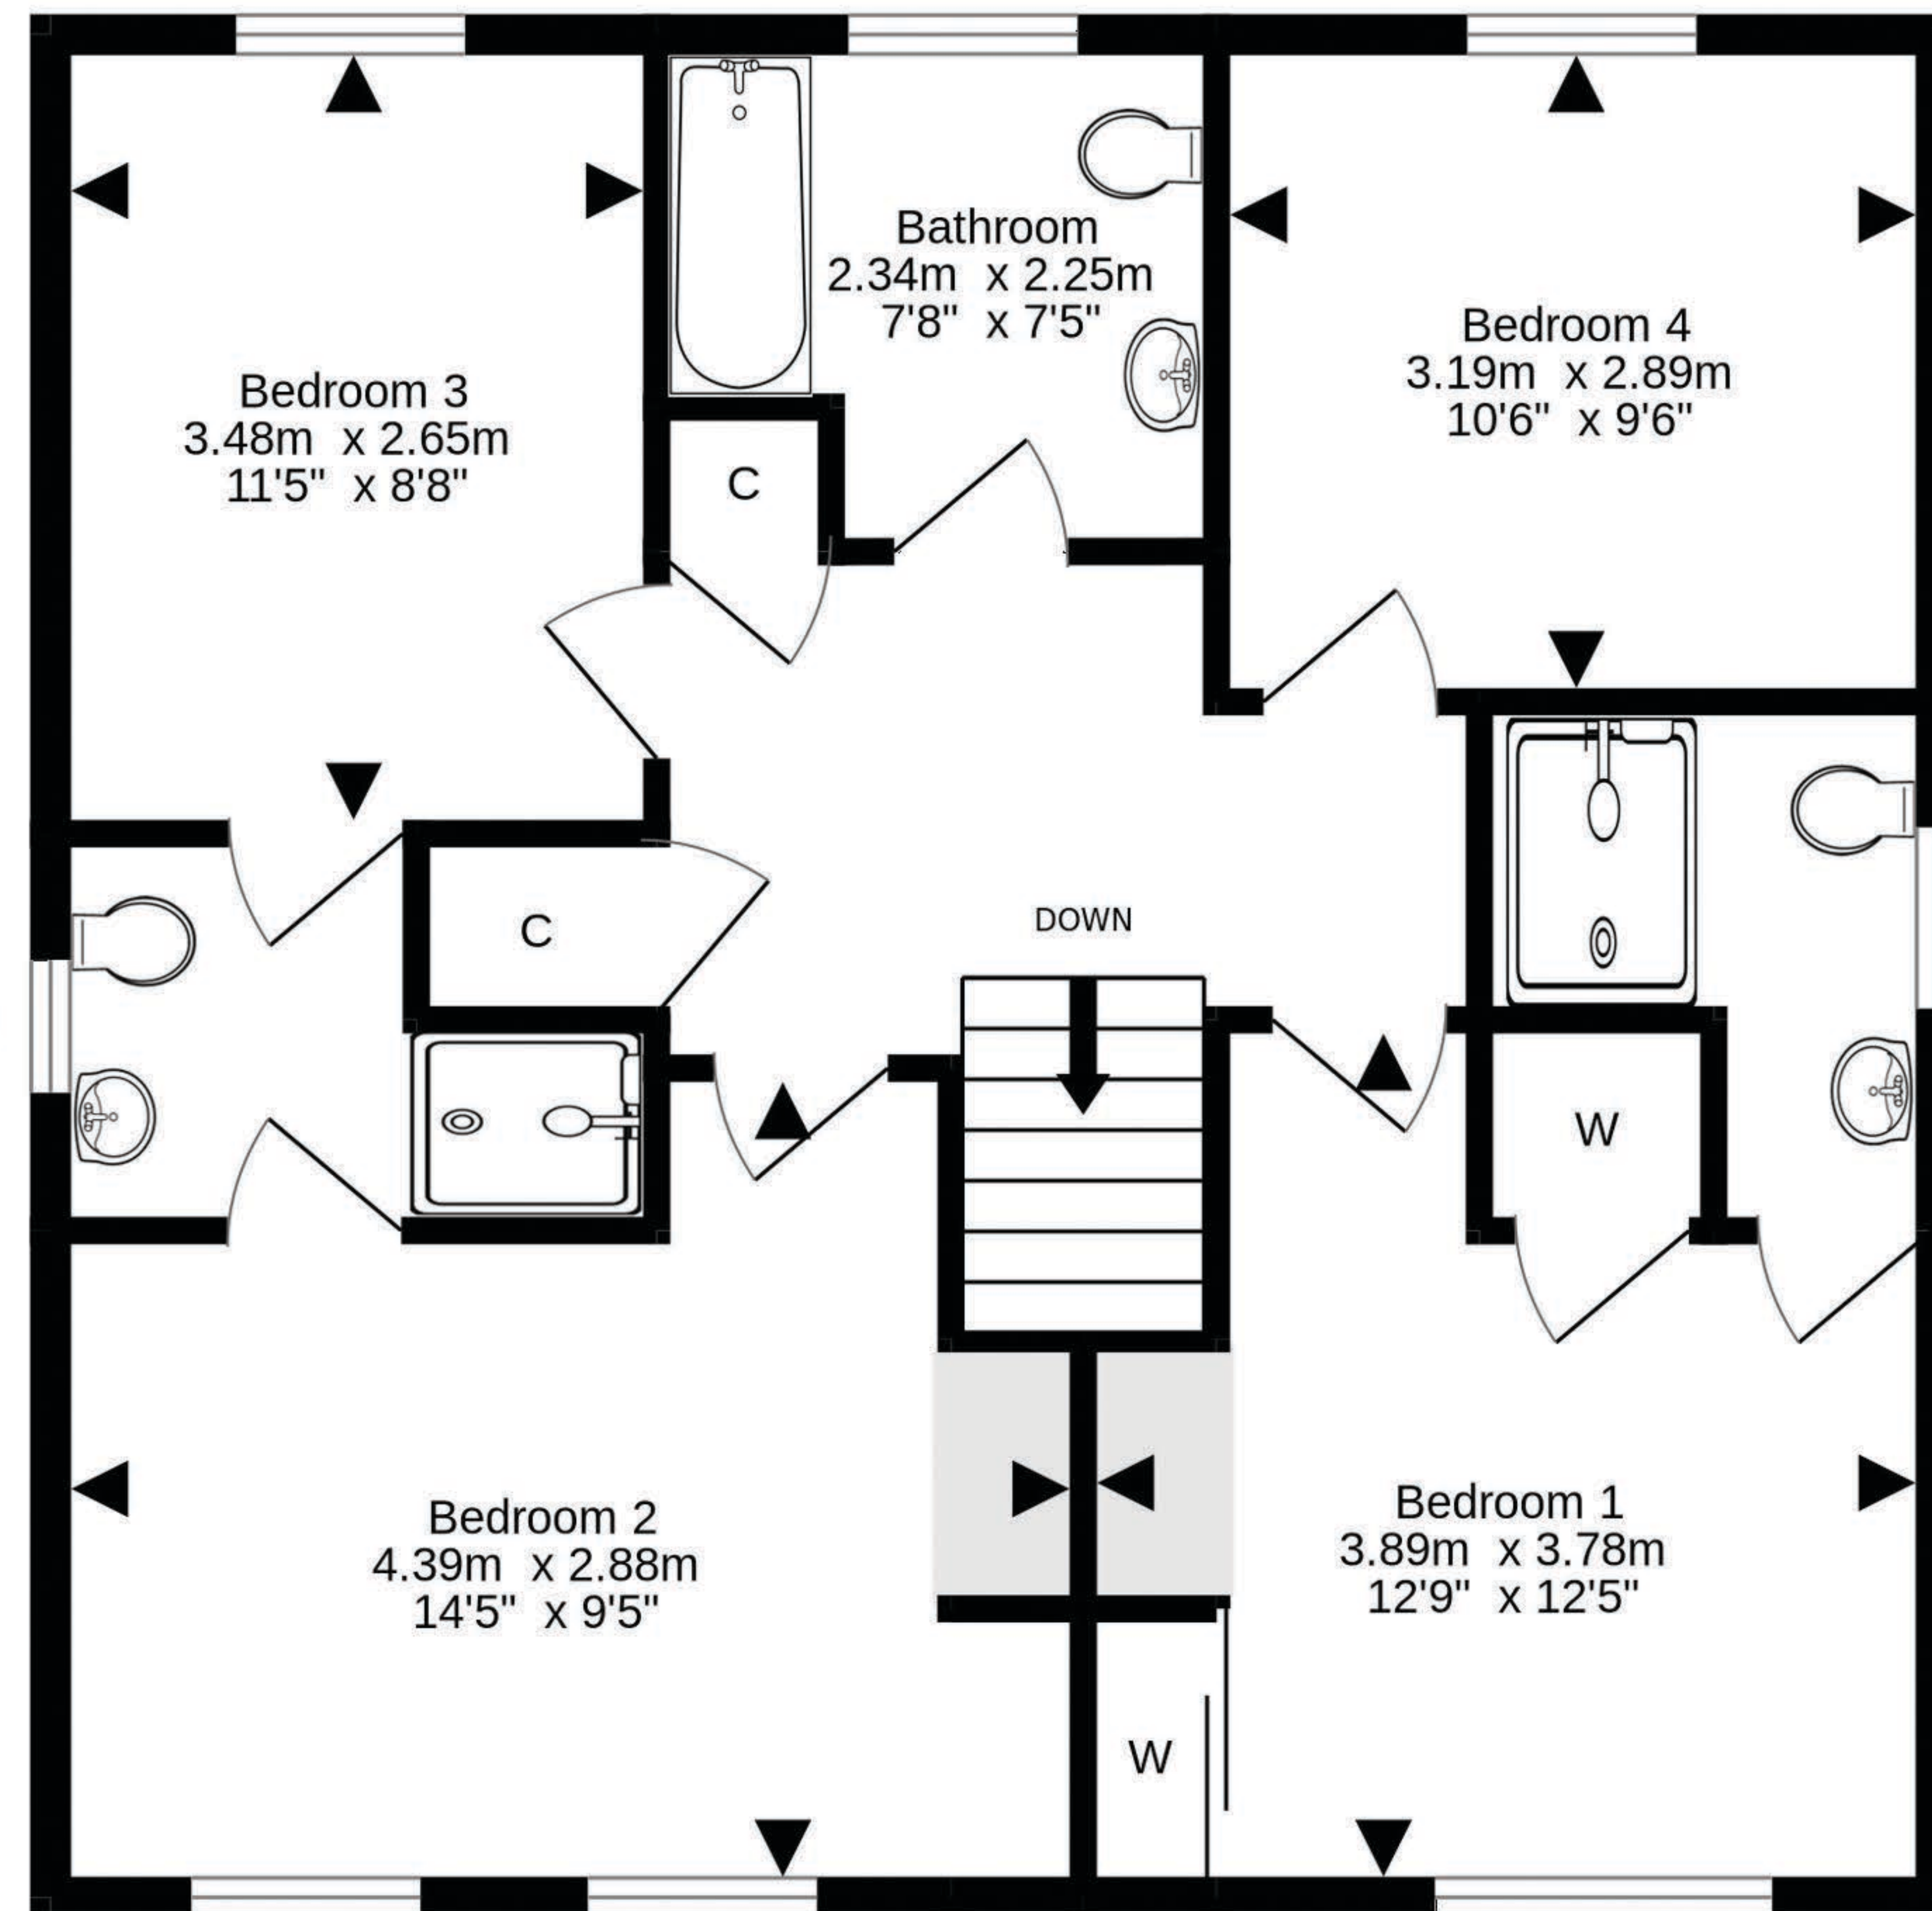 Bathroom
2.34m x 2.25m
7'8" x 7'5"
Bedroom 4
3.19m x 2.89m
10'6" x 9'6"
Bedroom 3
3.48m x 2.65m
11'5" x 8'8"
C
C
DOWN
W
Bedroom 2
4.39m x 2.88m
14'5" x 9'5"
Bedroom 1
3.89m x 3.78m
12'9" x 12'5"
W